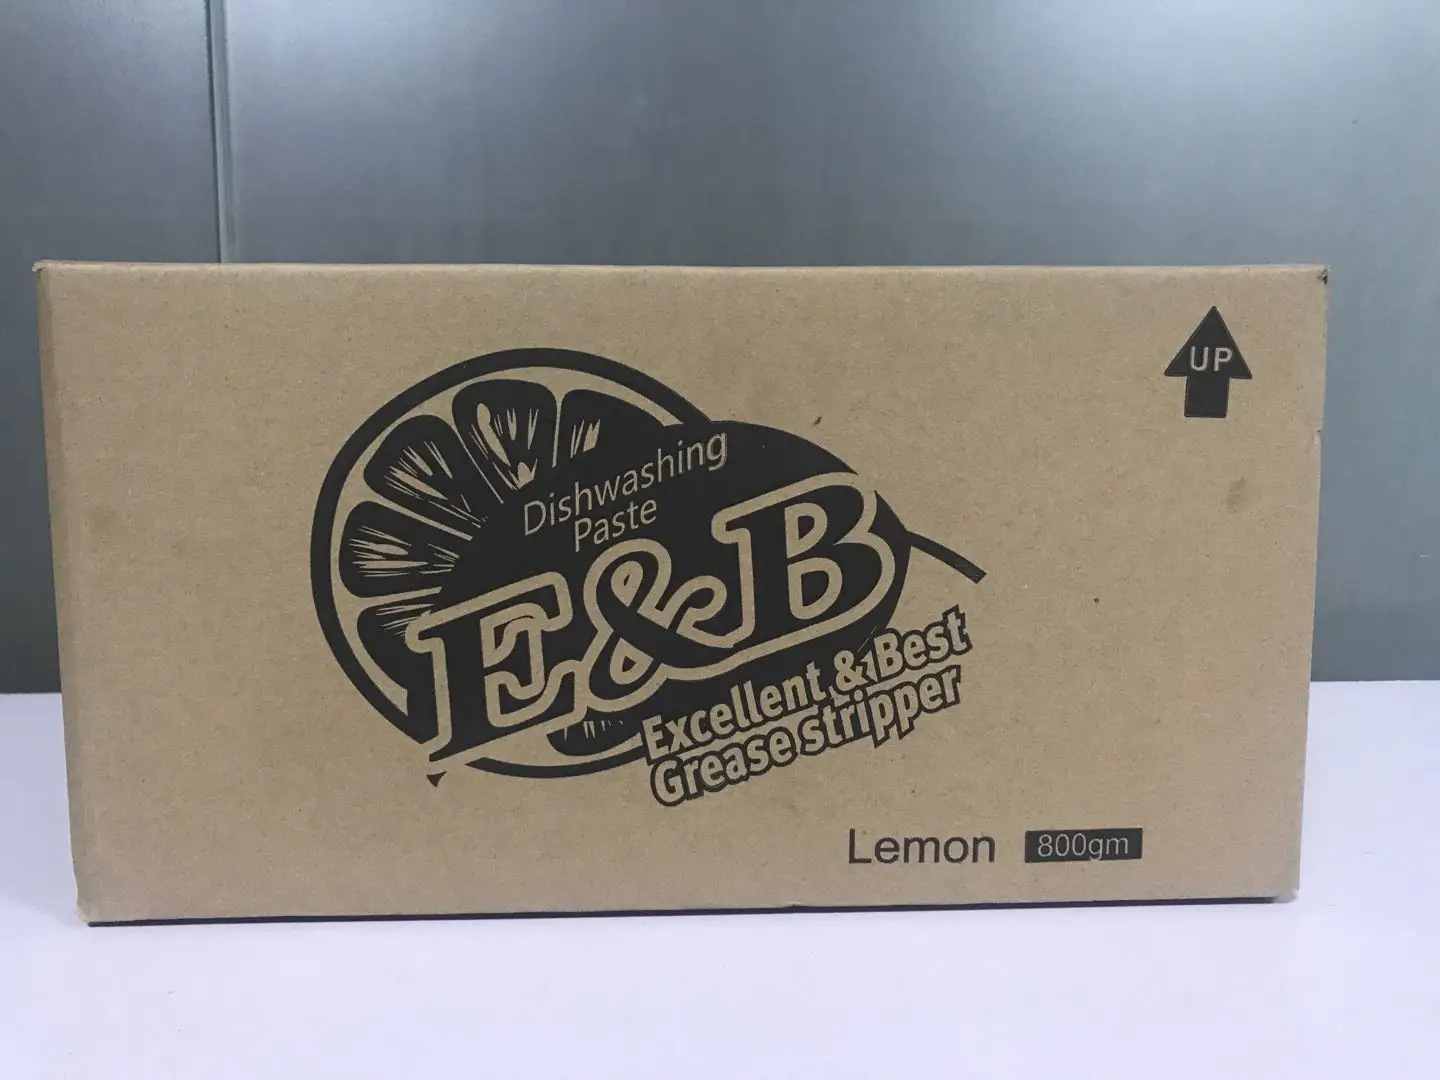 UP
Dishwashing
Paste
E&B
Excellent & Best
Grease stripper
Lemon 800gm